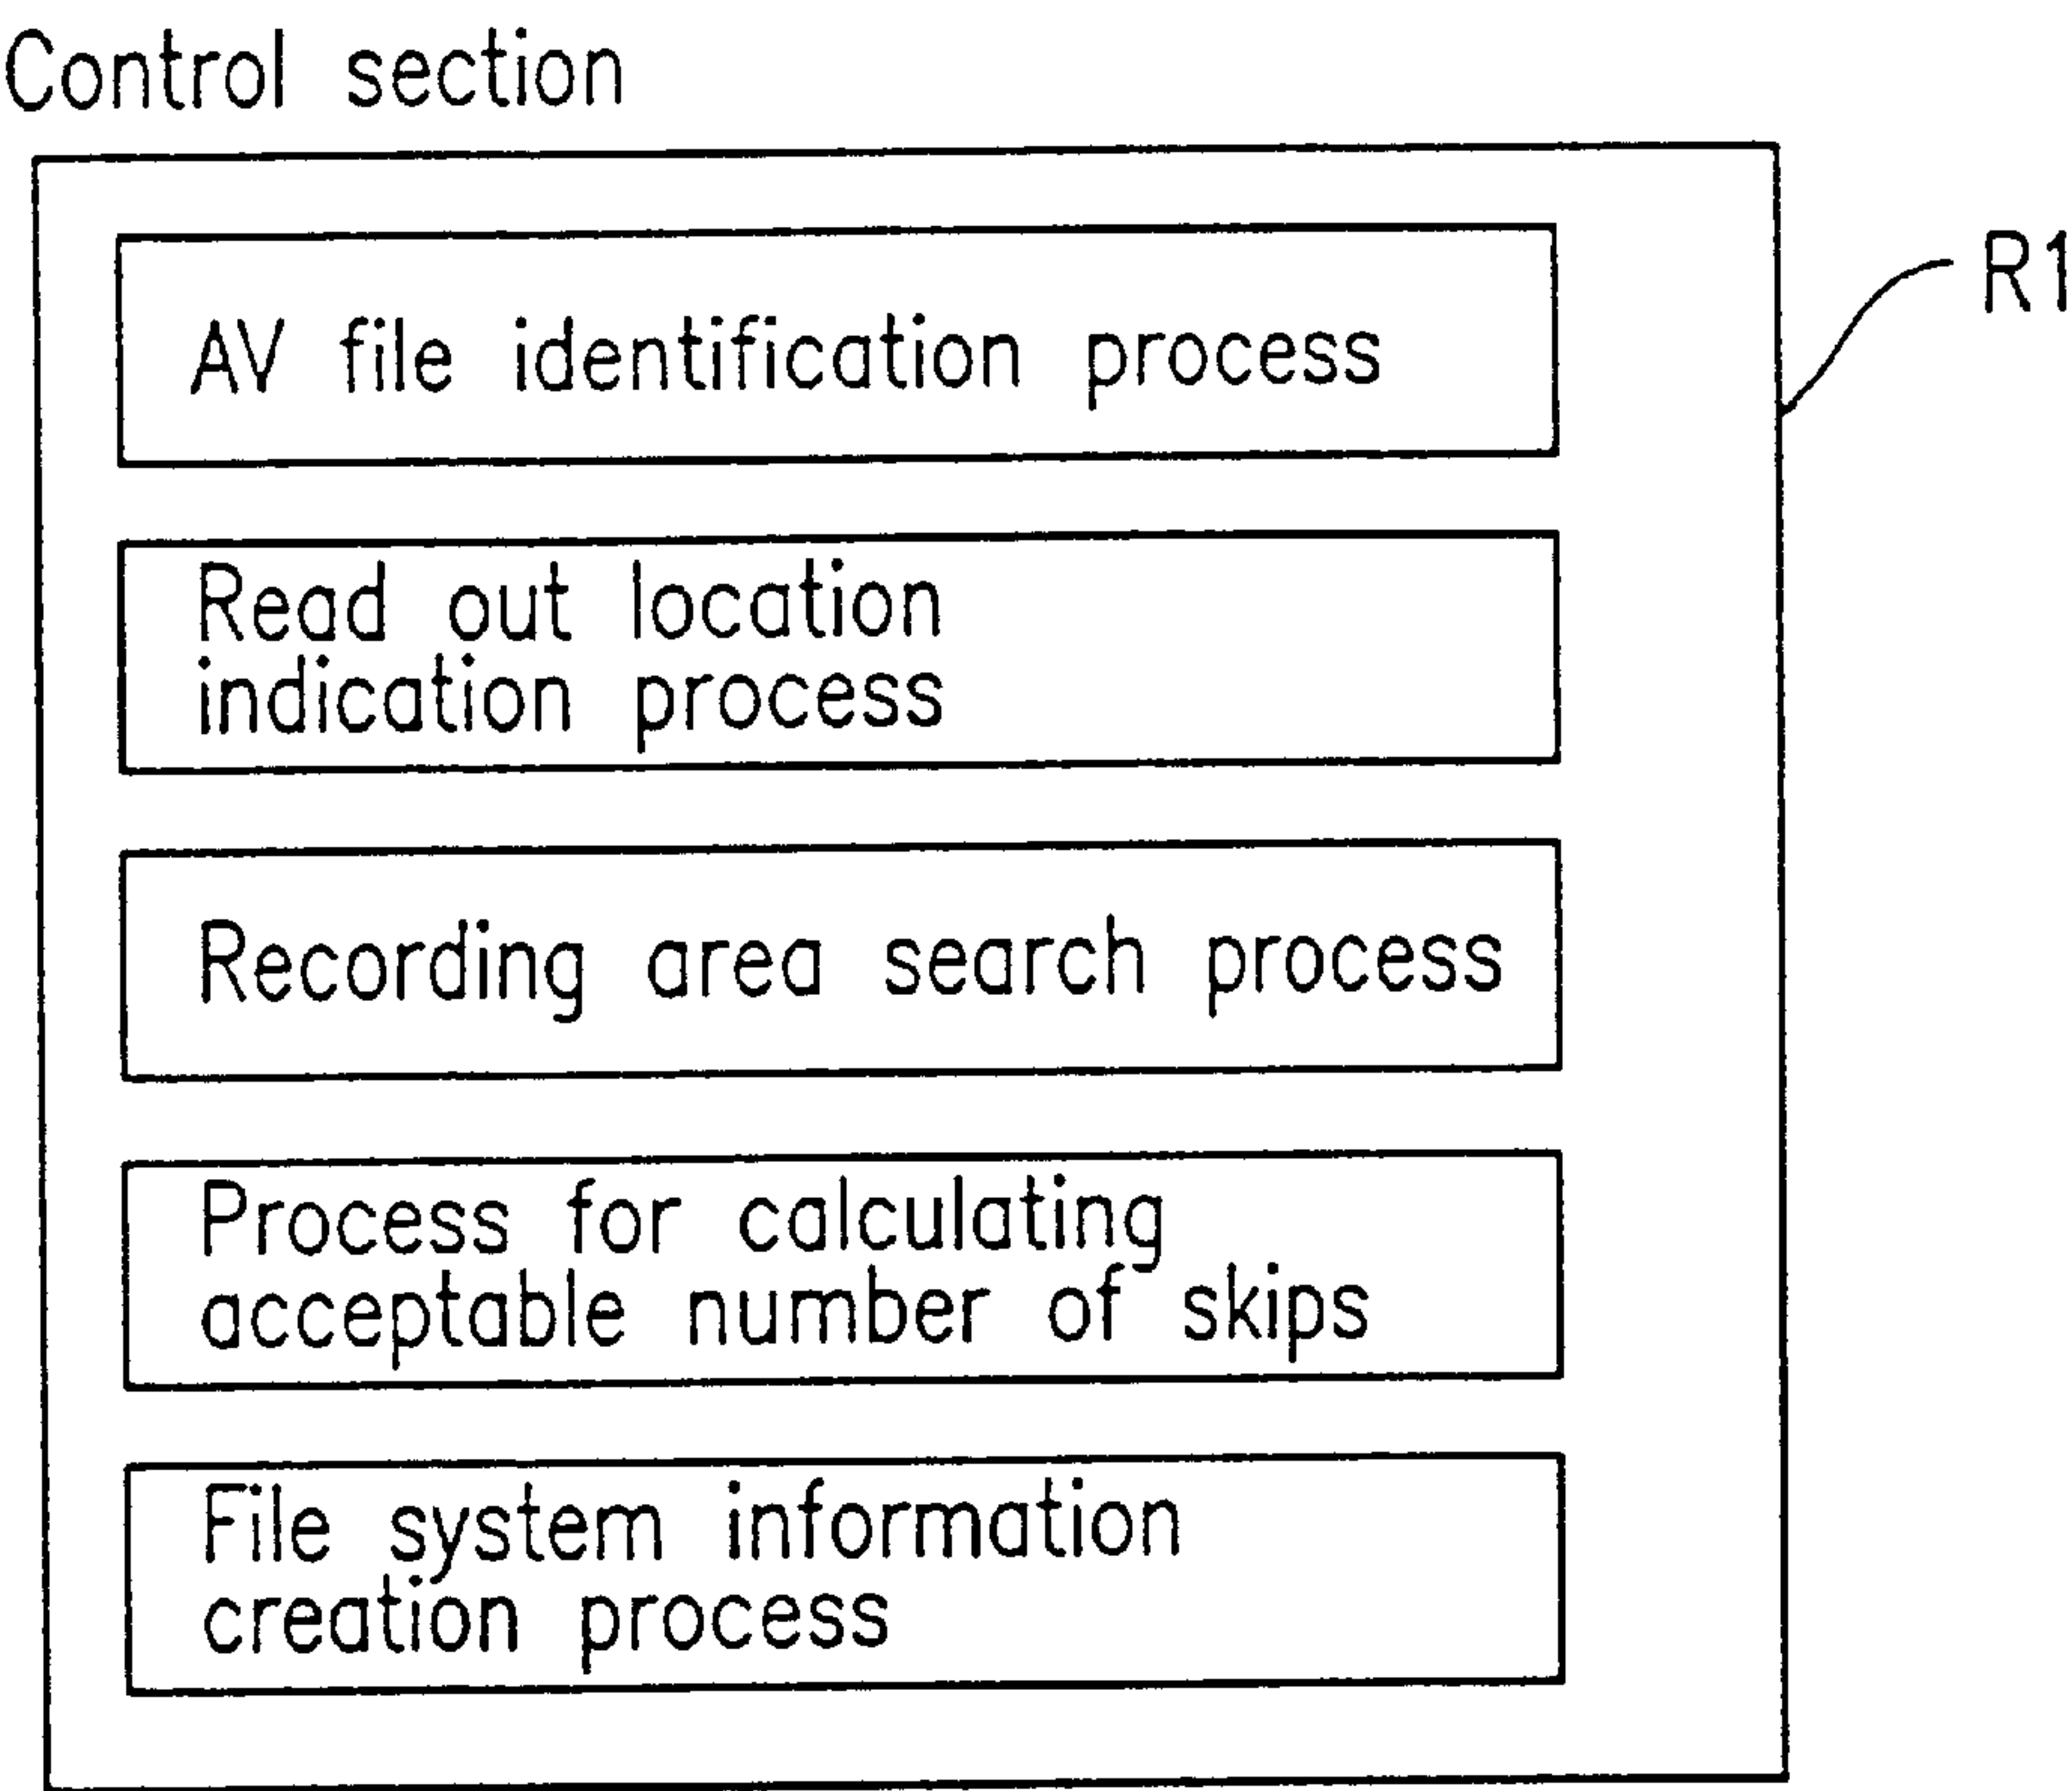 Control section
R1
AV file identification process
Read out location
indication process
Recording area search process
Process for calculating
acceptable number of skips
File system information
creation process